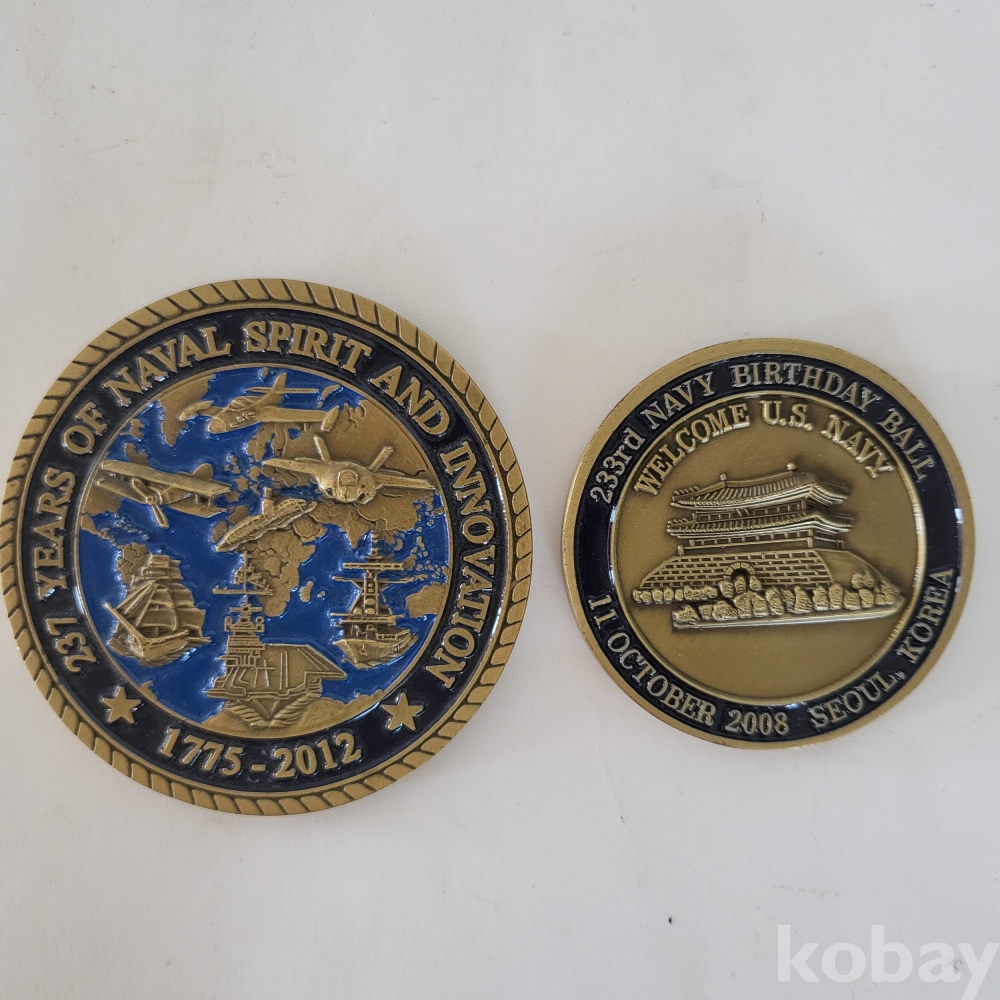 237 YEARS OF NAVAL SPIRIT AND INNOVATION
1775-2012
233rd NAVY BIRTHDAY BALL
WELCOME U.S. NAVY
11 OCTOBER 2008 SEOUL, KOREA
kobay